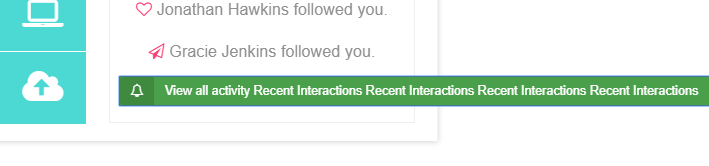 Jonathan Hawkins followed you.
Gracie Jenkins followed you.
View all activity Recent Interactions Recent Interactions Recent Interactions Recent Interactions